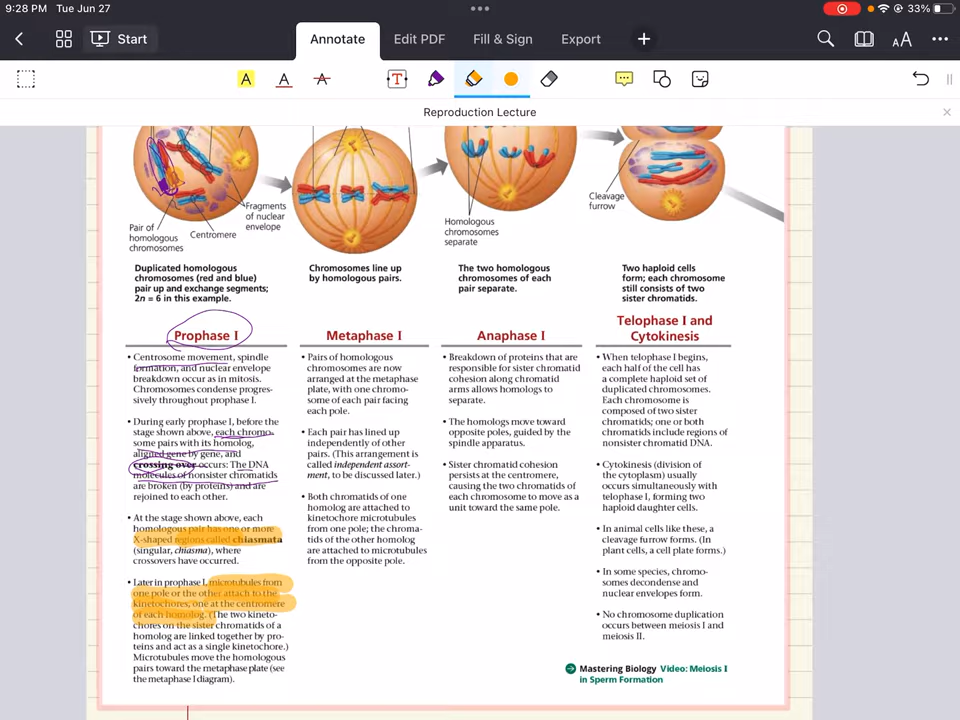 9:28 PM Tue Jun 27
33%
Start
Annotate
Edit PDF
Fill & Sign
Export
A
A
A
T
AA
Reproduction Lecture
Pair of
homologous
chromosomes
Centromere
Fragments
of nuclear
envelope
Homologous
chromosomes
separate
Cleavage
furrow
Duplicated homologous
chromosomes (red and blue)
pair up and exchange segments;
2n = 6 in this example.
Chromosomes line up
by homologous pairs.
The two homologous
chromosomes of each
pair separate.
Two haploid cells
form; each chromosome
still consists of two
sister chromatids.
Prophase I
• Centrosome movement, spindle
formation, and nuclear envelope
breakdown occur as in mitosis.
Chromosomes condense progres-
sively throughout prophase I.
• During early prophase I, before the
stage shown above, each chromo-
some pairs with its homolog,
aligned gene by gene, and
crossing over occurs: The DNA
molecules of nonsister chromatids
are broken (by proteins) and are
rejoined to each other.
• At the stage shown above, each
homologous pair has one or more
X-shaped regions called chiasmata
(singular, chiasma), where
crossovers have occurred.
• Later in prophase I, microtubules from
one pole or the other attach to the
kinetochores, one at the centromere
of each homolog. (The two kineto-
chores on the sister chromatids of a
homolog are linked together by pro-
teins and act as a single kinetochore.)
Microtubules move the homologous
pairs toward the metaphase plate (see
the metaphase I diagram).
Metaphase I
• Pairs of homologous
chromosomes are now
arranged at the metaphase
plate, with one chromo-
some of each pair facing
each pole.
• Each pair has lined up
independently of other
pairs. (This arrangement is
called independent assort-
ment, to be discussed later.)
• Both chromatids of one
homolog are attached to
kinetochore microtubules
from one pole; the chroma-
tids of the other homolog
are attached to microtubules
from the opposite pole.
Anaphase I
• Breakdown of proteins that are
responsible for sister chromatid
cohesion along chromatid
arms allows homologs to
separate.
• The homologs move toward
opposite poles, guided by the
spindle apparatus.
• Sister chromatid cohesion
persists at the centromere,
causing the two chromatids of
each chromosome to move as a
unit toward the same pole.
Telophase I and
Cytokinesis
• When telophase I begins,
each half of the cell has
a complete haploid set of
duplicated chromosomes.
Each chromosome is
composed of two sister
chromatids; one or both
chromatids include regions of
nonsister chromatid DNA.
• Cytokinesis (division of
the cytoplasm) usually
occurs simultaneously with
telophase I, forming two
haploid daughter cells.
• In animal cells like these, a
cleavage furrow forms. (In
plant cells, a cell plate forms.)
• In some species, chromo-
somes decondense and
nuclear envelopes form.
• No chromosome duplication
occurs between meiosis I and
meiosis II.
Mastering Biology Video: Meiosis I
in Sperm Formation